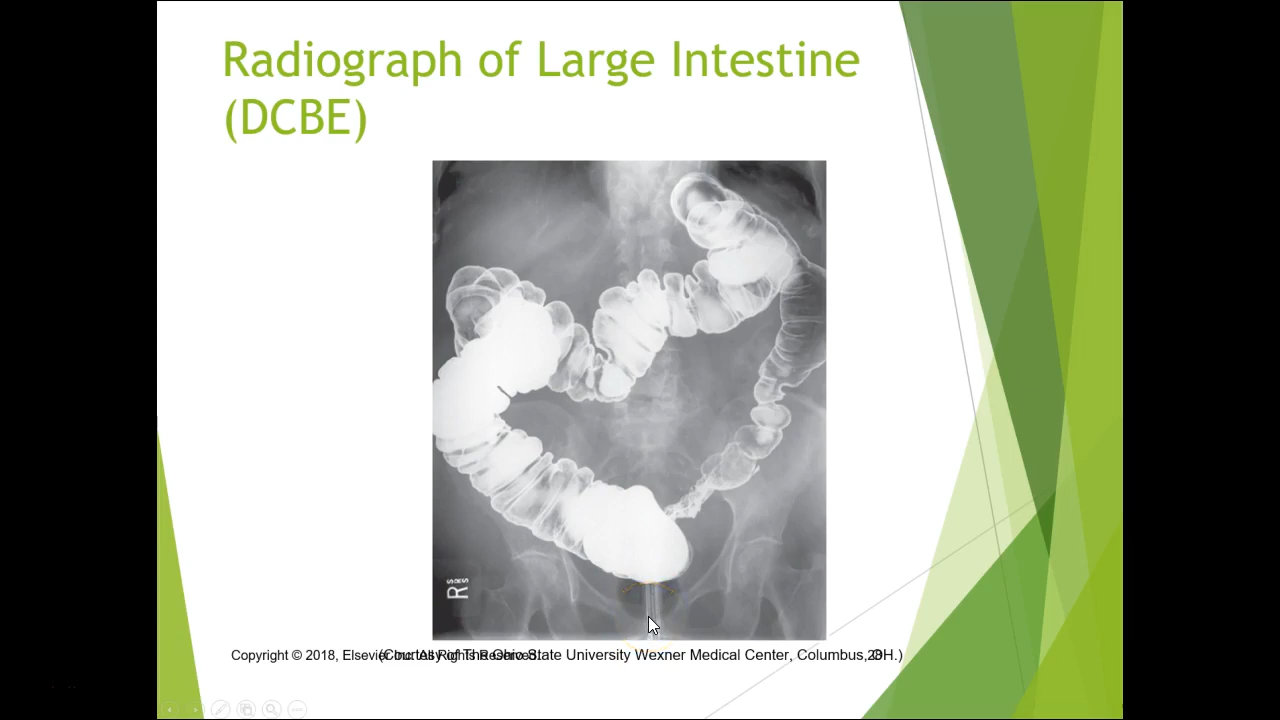 Radiograph of Large Intestine
(DCBE)
R
Copyright © 2018, Elsevier Inc. All Rights Reserved.
(Courtesy of The Ohio State University Wexner Medical Center, Columbus, OH.)